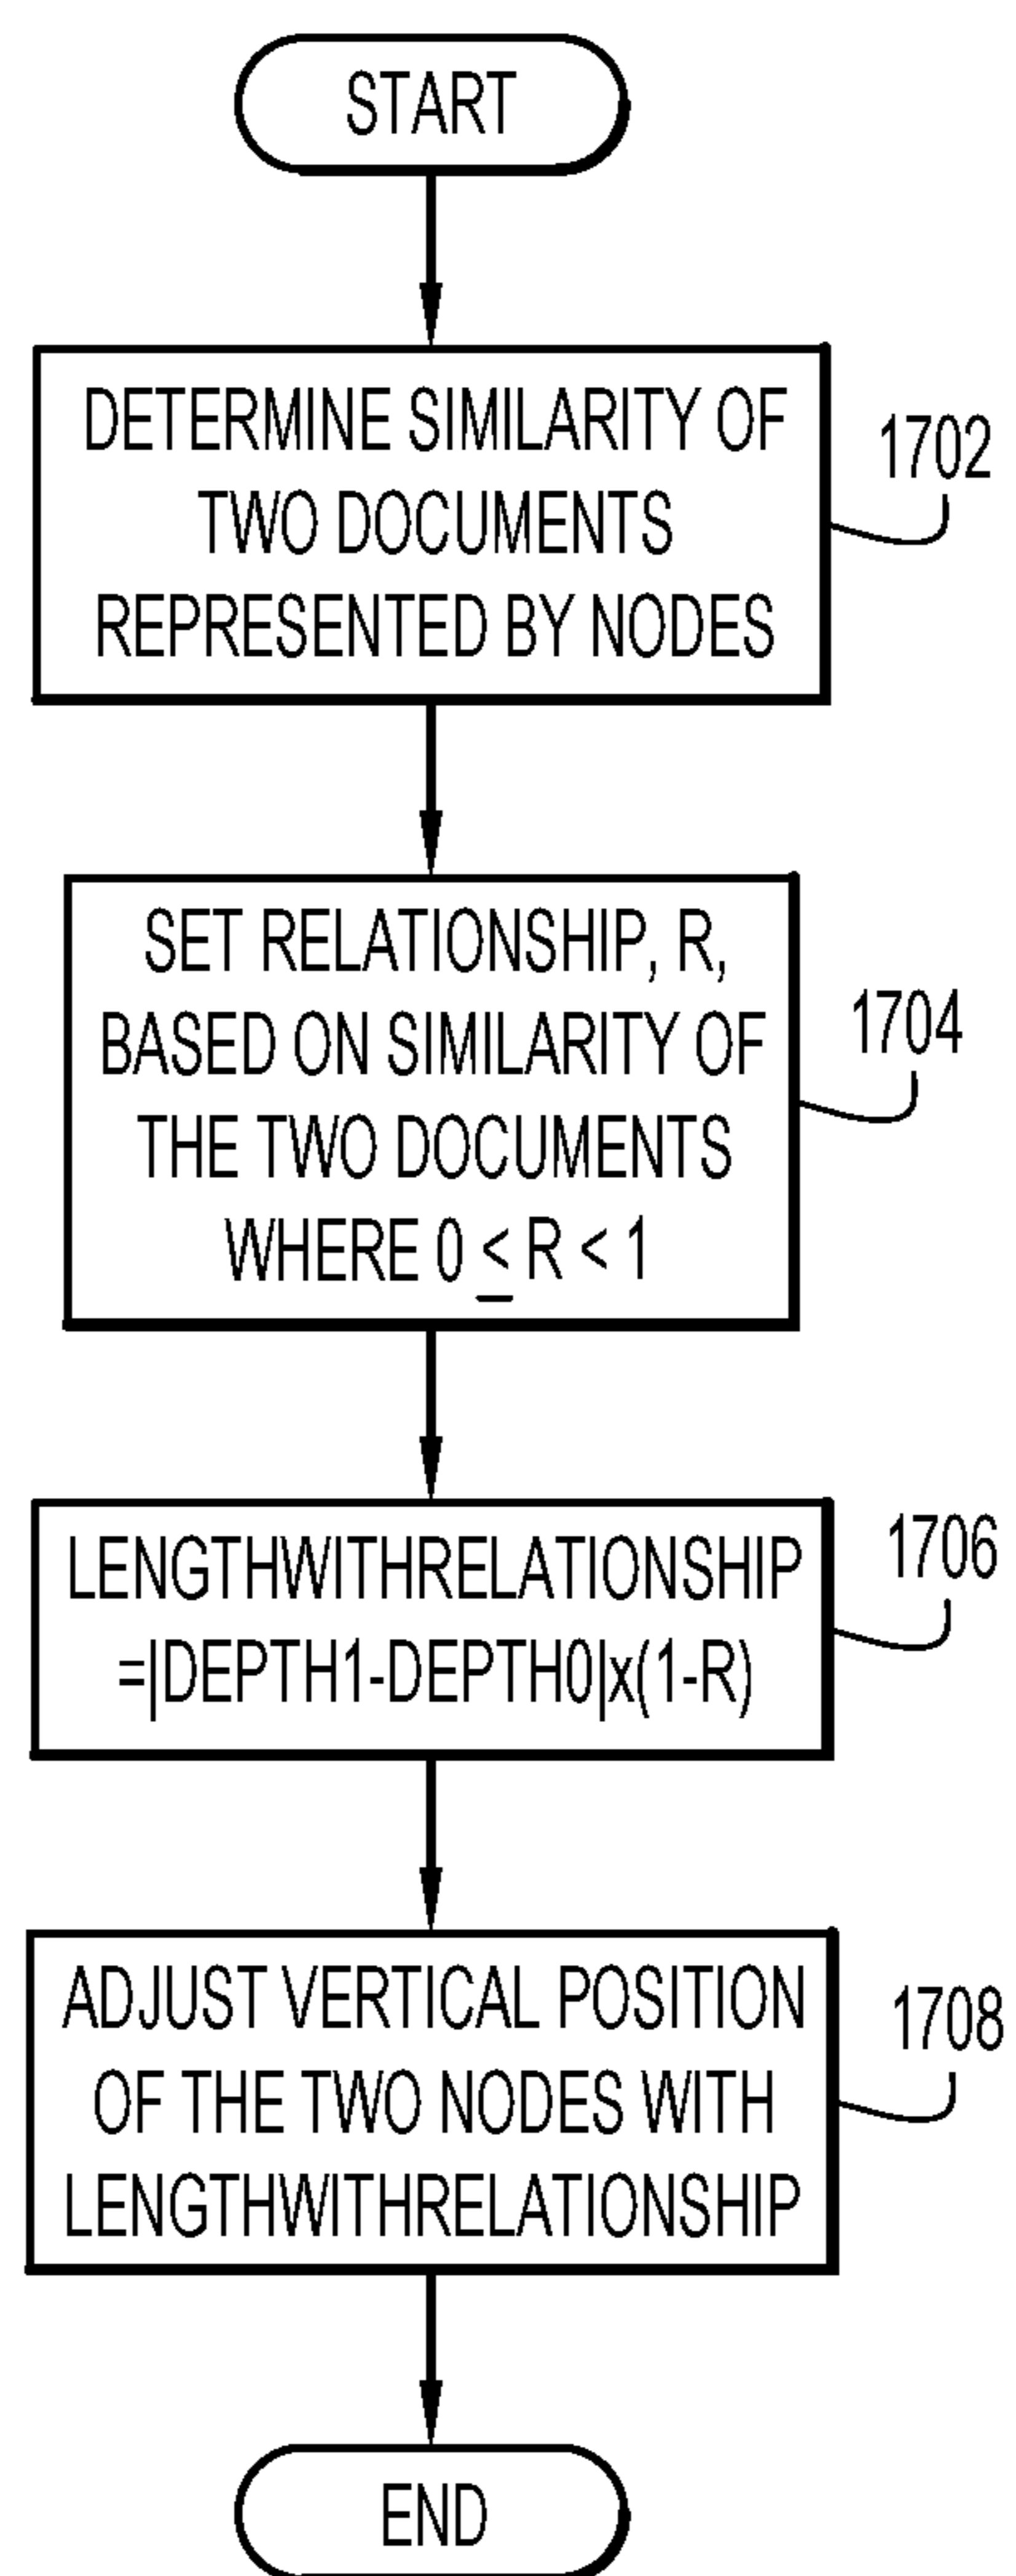 START
DETERMINE SIMILARITY OF
TWO DOCUMENTS
REPRESENTED BY NODES
1702
SET RELATIONSHIP, R,
BASED ON SIMILARITY OF
THE TWO DOCUMENTS
WHERE 0 ≤ R < 1
1704
LENGTHWITHRELATIONSHIP
=|DEPTH1-DEPTH0|x(1-R)
1706
ADJUST VERTICAL POSITION
OF THE TWO NODES WITH
LENGTHWITHRELATIONSHIP
1708
END